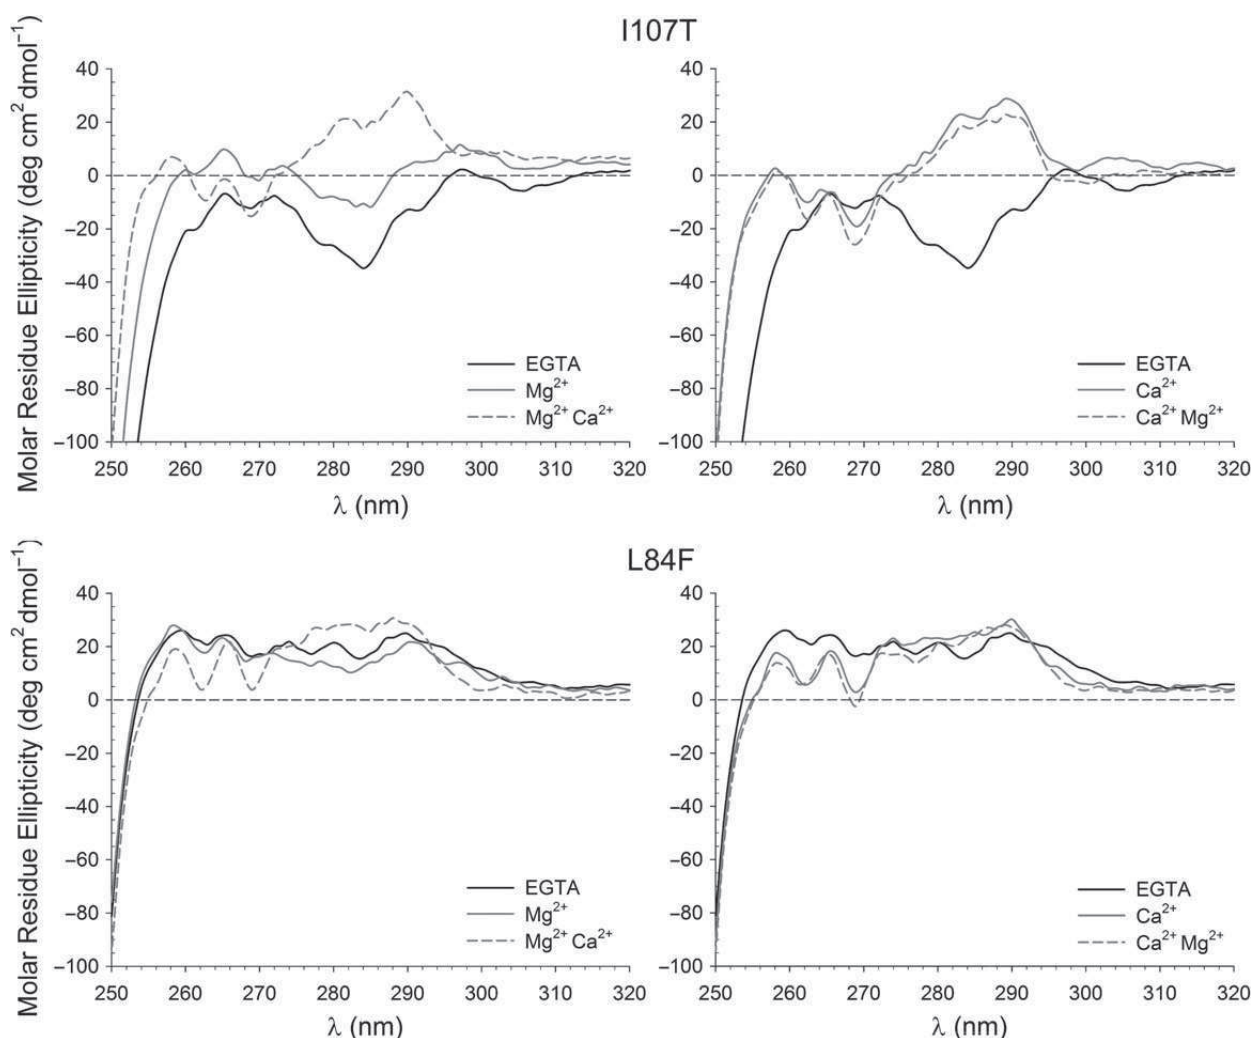 I107T
Molar Residue Ellipticity (deg cm² dmol⁻¹)
40
20
0
−20
−40
−60
−80
−100
EGTA
Mg²⁺
Mg²⁺ Ca²⁺
250 260 270 280 290 300 310 320
λ (nm)
40
20
0
−20
−40
−60
−80
−100
EGTA
Ca²⁺
Ca²⁺ Mg²⁺
250 260 270 280 290 300 310 320
λ (nm)
L84F
Molar Residue Ellipticity (deg cm² dmol⁻¹)
40
20
0
−20
−40
−60
−80
−100
EGTA
Mg²⁺
Mg²⁺ Ca²⁺
250 260 270 280 290 300 310 320
λ (nm)
40
20
0
−20
−40
−60
−80
−100
EGTA
Ca²⁺
Ca²⁺ Mg²⁺
250 260 270 280 290 300 310 320
λ (nm)